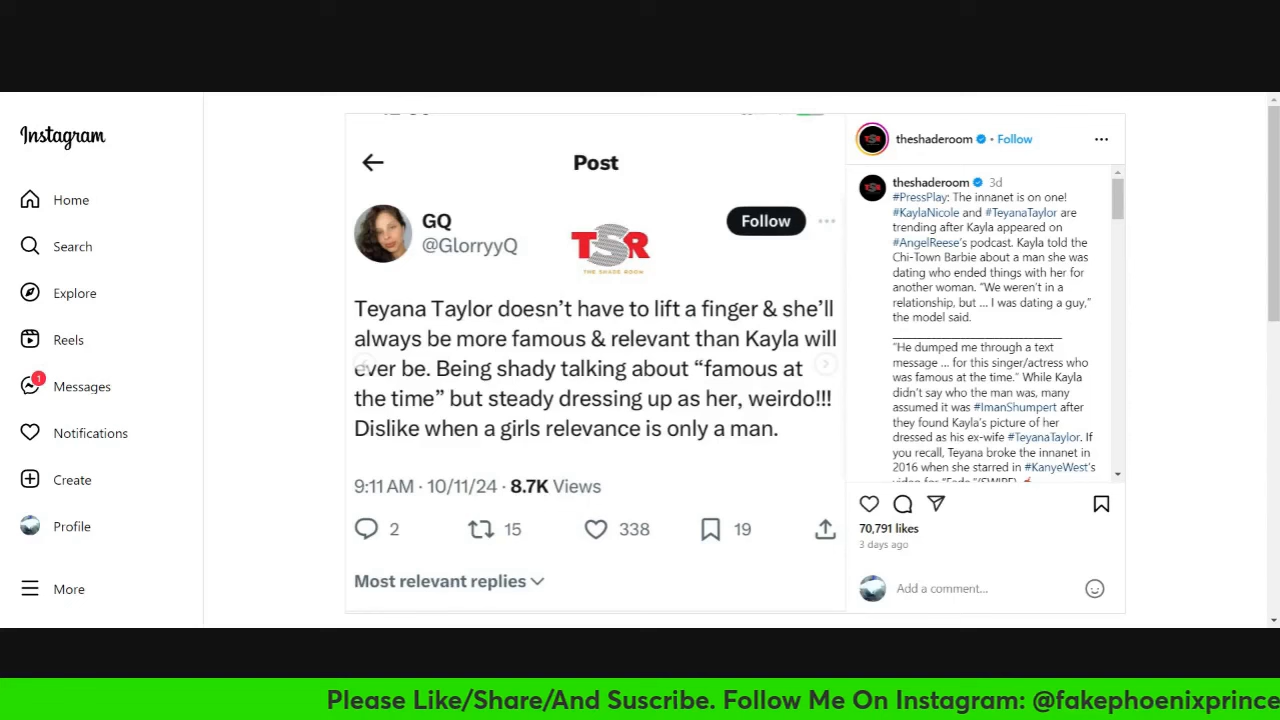 Instagram
Home
Search
Explore
Reels
1
Messages
Notifications
Create
Profile
More
Post
GQ
@GlorryyQ
TSR
THE SHADE ROOM
Follow
Teyana Taylor doesn’t have to lift a finger & she’ll
always be more famous & relevant than Kayla will
ever be. Being shady talking about “famous at
the time” but steady dressing up as her, weirdo!!!
Dislike when a girls relevance is only a man.
9:11 AM · 10/11/24 · 8.7K Views
2
15
338
19
Most relevant replies
theshaderoom • Follow
theshaderoom 3d
#PressPlay: The innanet is on one!
#KaylaNicole and #TeyanaTaylor are
trending after Kayla appeared on
#AngelReese’s podcast. Kayla told the
Chi-Town Barbie about a man she was
dating who ended things with her for
another woman. “We weren’t in a
relationship, but … I was dating a guy,”
the model said.
“He dumped me through a text
message … for this singer/actress who
was famous at the time.” While Kayla
didn’t say who the man was, many
assumed it was #ImanShumpert after
they found Kayla’s picture of her
dressed as his ex-wife #TeyanaTaylor. If
you recall, Teyana broke the innanet in
2016 when she starred in #KanyeWest’s
video for “Fade.”(SWIPE)
70,791 likes
3 days ago
Add a comment...
Please Like/Share/And Suscribe. Follow Me On Instagram: @fakephoenixprince